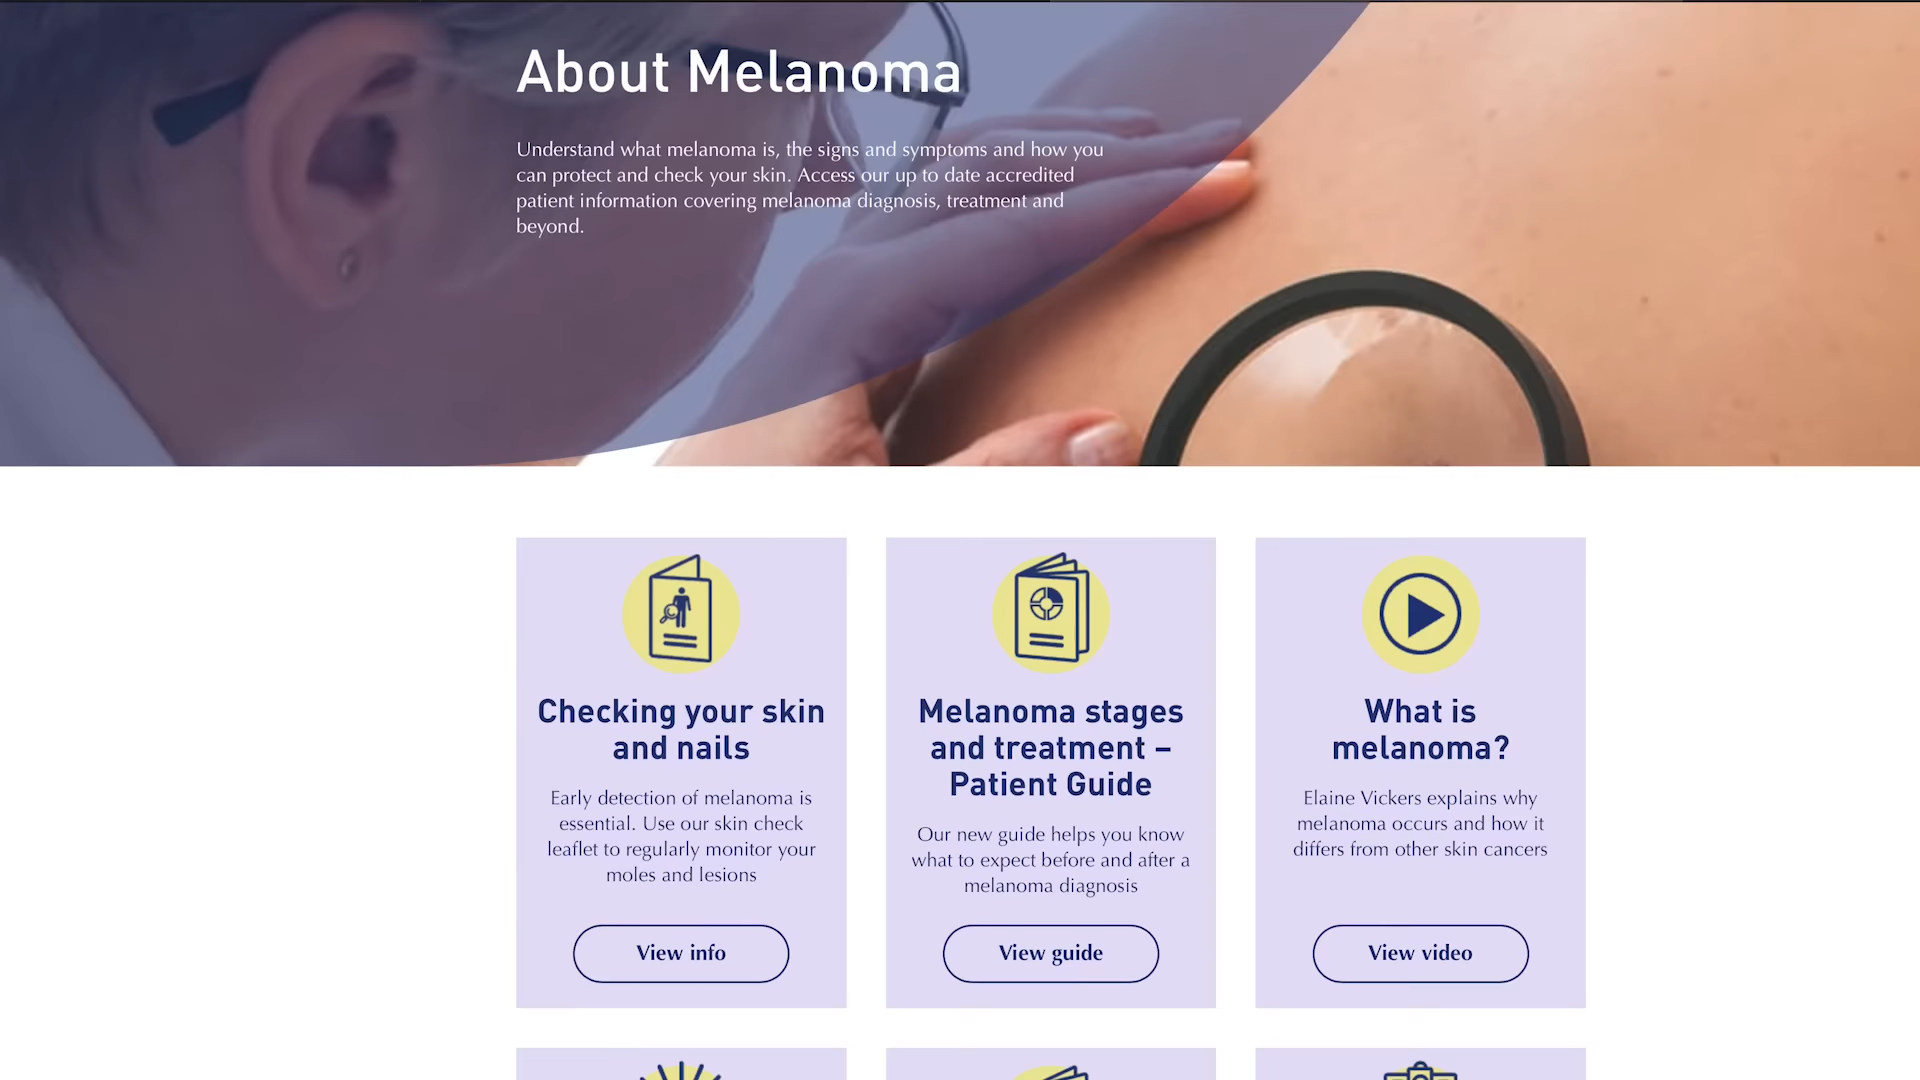 About Melanoma
Understand what melanoma is, the signs and symptoms and how you
can protect and check your skin. Access our up to date accredited
patient information covering melanoma diagnosis, treatment and
beyond.
Checking your skin
and nails
Early detection of melanoma is
essential. Use our skin check
leaflet to regularly monitor your
moles and lesions
View info
Melanoma stages
and treatment –
Patient Guide
Our new guide helps you know
what to expect before and after a
melanoma diagnosis
View guide
What is
melanoma?
Elaine Vickers explains why
melanoma occurs and how it
differs from other skin cancers
View video